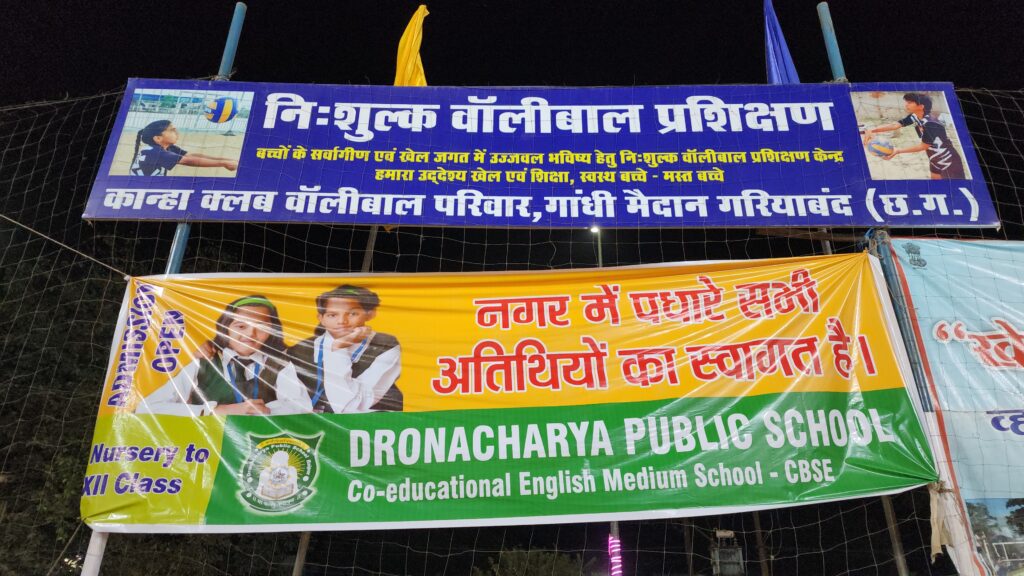 निःशुल्क वॉलीबाल प्रशिक्षण
बच्चों के सर्वागीण एवं खेल जगत में उज्जवल भविष्य हेतु निःशुल्क वॉलीबाल प्रशिक्षण केन्द्र
हमारा उद्देश्य खेल एवं शिक्षा, स्वस्थ बच्चे - मस्त बच्चे
कान्हा क्लब वॉलीबाल परिवार, गांधी मैदान गरियाबंद (छ.ग.)
ADMISSION
OPEN
नगर में पधारे सभी
अतिथियों का स्वागत है।
Nursery to
XII Class
DRONACHARYA PUBLIC SCHOOL
Co-educational English Medium School - CBSE